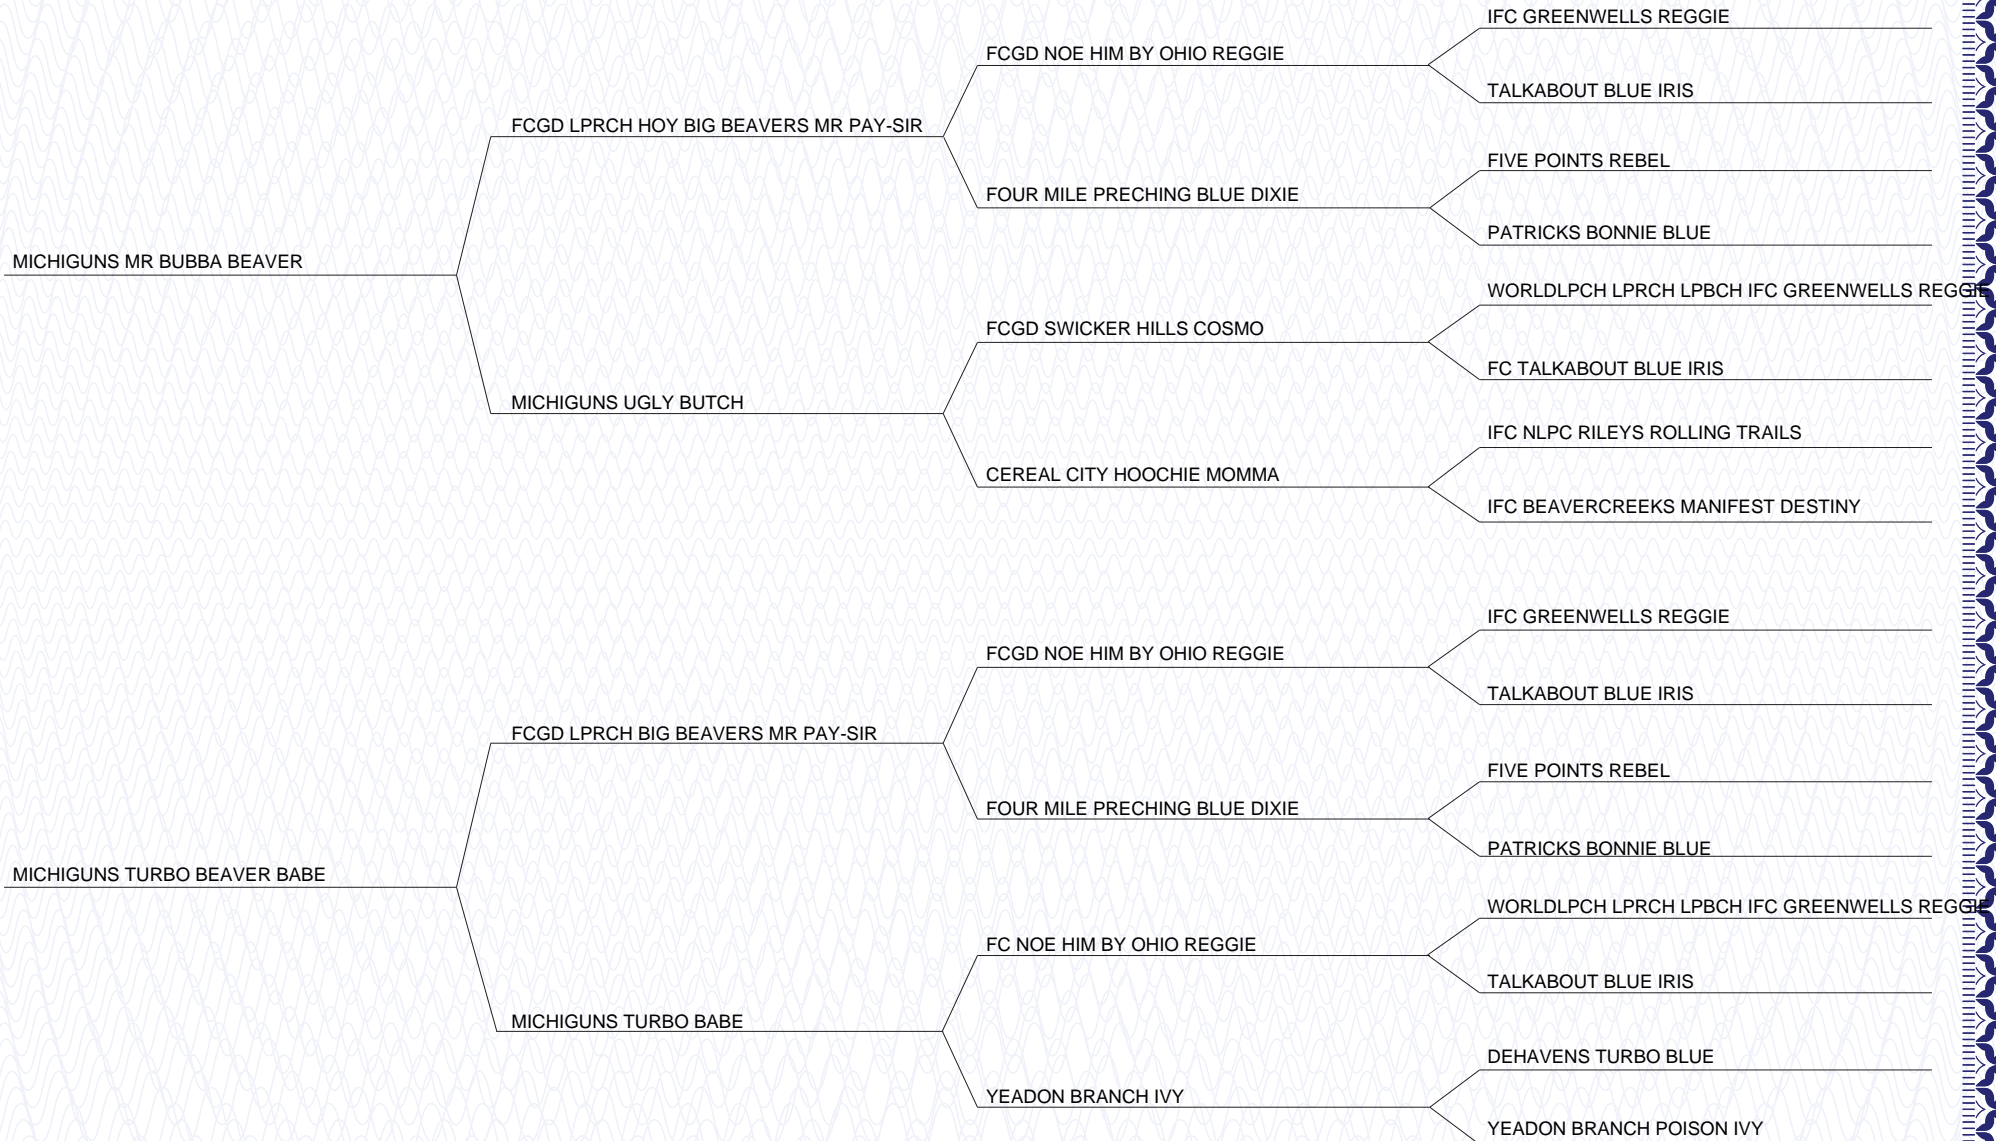 IFC GREENWELLS REGGIE
FCGD NOE HIM BY OHIO REGGIE
TALKABOUT BLUE IRIS
FCGD LPRCH HOY BIG BEAVERS MR PAY-SIR
FIVE POINTS REBEL
FOUR MILE PRECHING BLUE DIXIE
PATRICKS BONNIE BLUE
MICHIGUNS MR BUBBA BEAVER
WORLDLPCH LPRCH LPBCH IFC GREENWELLS REGGIE
FCGD SWICKER HILLS COSMO
FC TALKABOUT BLUE IRIS
MICHIGUNS UGLY BUTCH
IFC NLPC RILEYS ROLLING TRAILS
CEREAL CITY HOOCHIE MOMMA
IFC BEAVERCREEKS MANIFEST DESTINY
IFC GREENWELLS REGGIE
FCGD NOE HIM BY OHIO REGGIE
TALKABOUT BLUE IRIS
FCGD LPRCH BIG BEAVERS MR PAY-SIR
FIVE POINTS REBEL
FOUR MILE PRECHING BLUE DIXIE
PATRICKS BONNIE BLUE
MICHIGUNS TURBO BEAVER BABE
WORLDLPCH LPRCH LPBCH IFC GREENWELLS REGGIE
FC NOE HIM BY OHIO REGGIE
TALKABOUT BLUE IRIS
MICHIGUNS TURBO BABE
DEHAVENS TURBO BLUE
YEADON BRANCH IVY
YEADON BRANCH POISON IVY